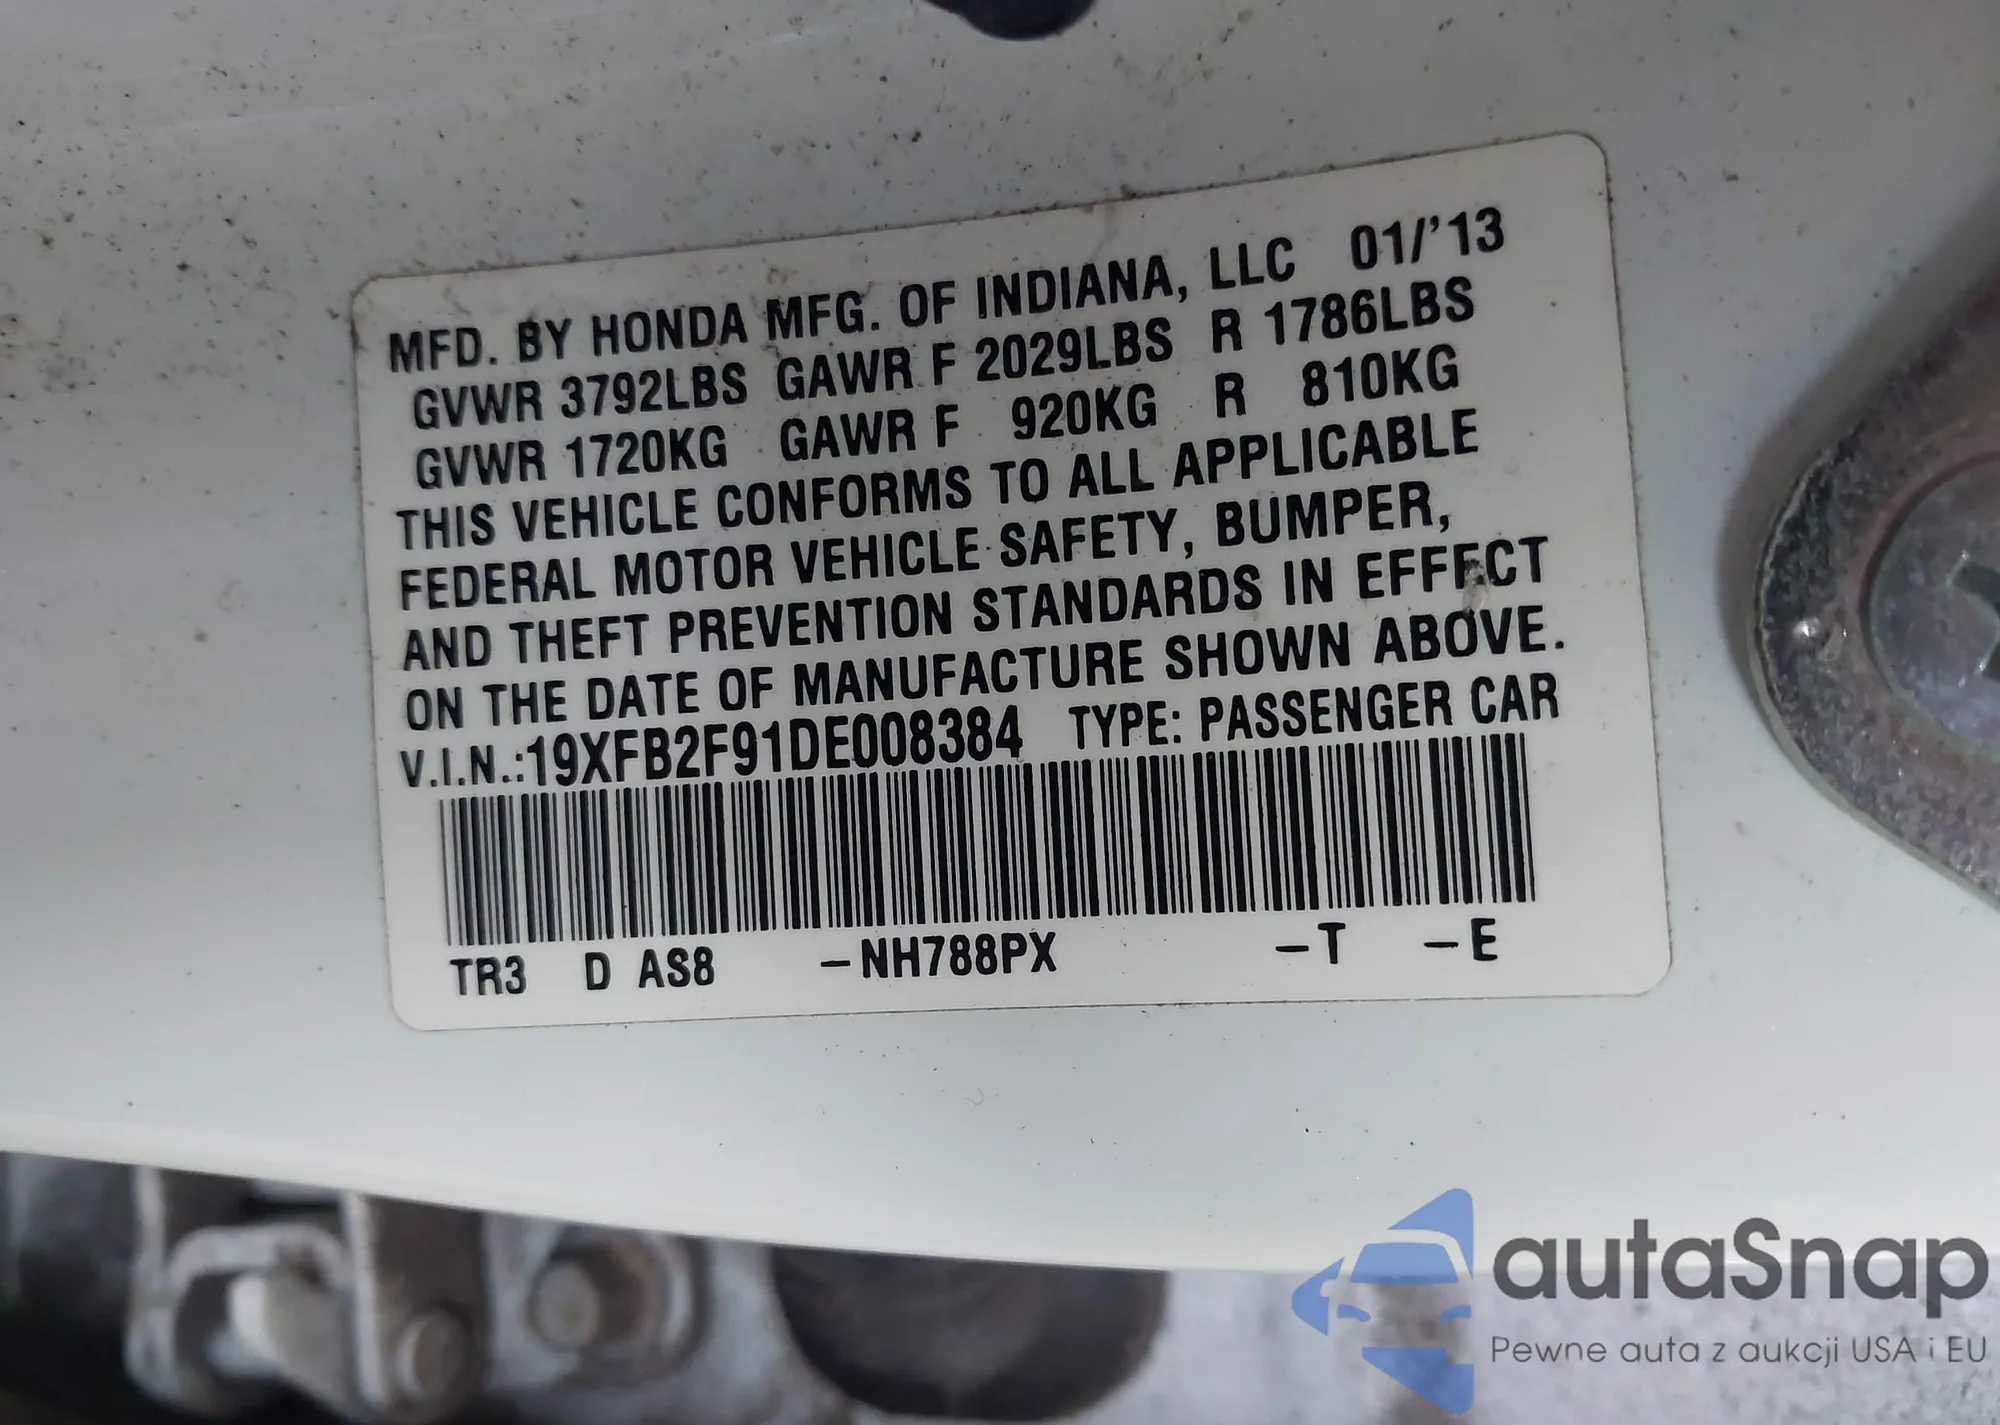 MFD. BY HONDA MFG. OF INDIANA, LLC 01/'13
GVWR 3792LBS GAWR F 2029LBS R 1786LBS
GVWR 1720KG GAWR F 920KG R 810KG
THIS VEHICLE CONFORMS TO ALL APPLICABLE
FEDERAL MOTOR VEHICLE SAFETY, BUMPER,
AND THEFT PREVENTION STANDARDS IN EFFECT
ON THE DATE OF MANUFACTURE SHOWN ABOVE.
V.I.N.:19XFB2F91DE008384 TYPE: PASSENGER CAR
TR3 D AS8 –NH788PX –T –E
autaSnap
Pewne auta z aukcji USA i EU